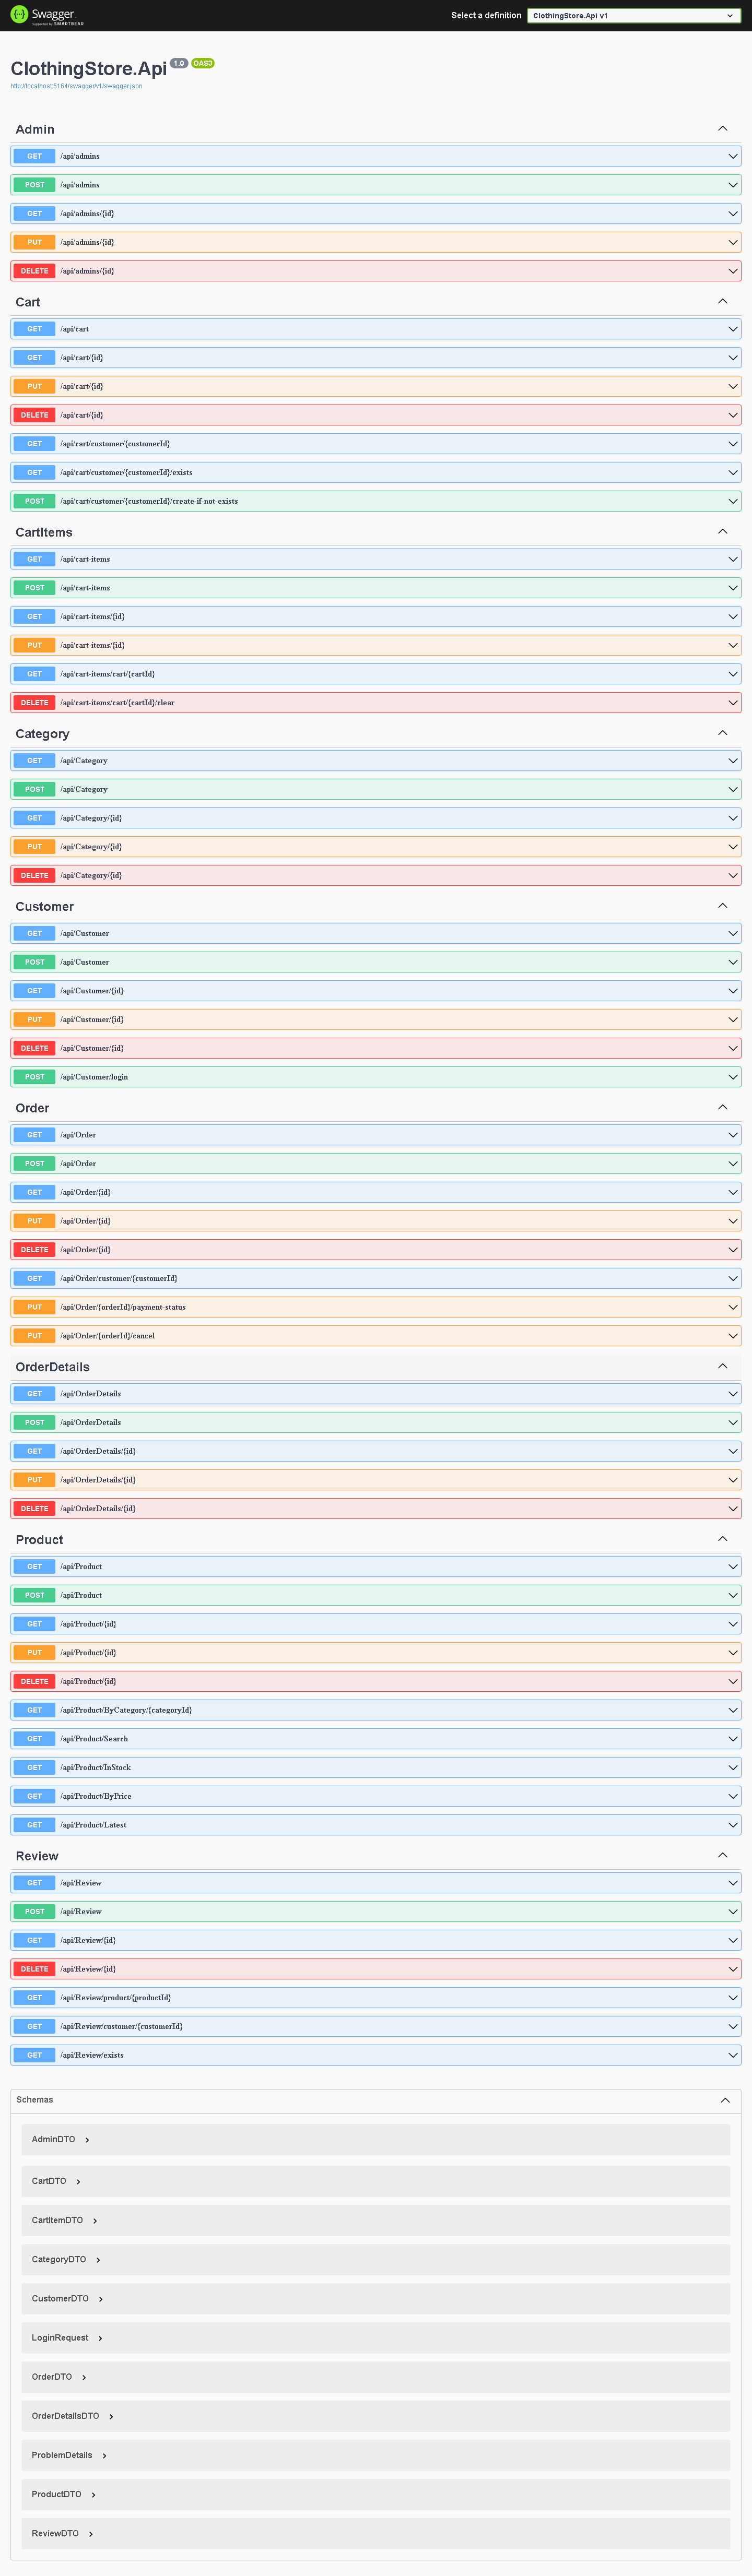 Swagger.
Supported by SMARTBEAR
Select a definition
ClothingStore.Api v1
ClothingStore.Api 1.0 OAS3
http://localhost:5164/swagger/v1/swagger.json
Admin
GET /api/admins
POST /api/admins
GET /api/admins/{id}
PUT /api/admins/{id}
DELETE /api/admins/{id}
Cart
GET /api/cart
GET /api/cart/{id}
PUT /api/cart/{id}
DELETE /api/cart/{id}
GET /api/cart/customer/{customerId}
GET /api/cart/customer/{customerId}/exists
POST /api/cart/customer/{customerId}/create-if-not-exists
CartItems
GET /api/cart-items
POST /api/cart-items
GET /api/cart-items/{id}
PUT /api/cart-items/{id}
GET /api/cart-items/cart/{cartId}
DELETE /api/cart-items/cart/{cartId}/clear
Category
GET /api/Category
POST /api/Category
GET /api/Category/{id}
PUT /api/Category/{id}
DELETE /api/Category/{id}
Customer
GET /api/Customer
POST /api/Customer
GET /api/Customer/{id}
PUT /api/Customer/{id}
DELETE /api/Customer/{id}
POST /api/Customer/login
Order
GET /api/Order
POST /api/Order
GET /api/Order/{id}
PUT /api/Order/{id}
DELETE /api/Order/{id}
GET /api/Order/customer/{customerId}
PUT /api/Order/{orderId}/payment-status
PUT /api/Order/{orderId}/cancel
OrderDetails
GET /api/OrderDetails
POST /api/OrderDetails
GET /api/OrderDetails/{id}
PUT /api/OrderDetails/{id}
DELETE /api/OrderDetails/{id}
Product
GET /api/Product
POST /api/Product
GET /api/Product/{id}
PUT /api/Product/{id}
DELETE /api/Product/{id}
GET /api/Product/ByCategory/{categoryId}
GET /api/Product/Search
GET /api/Product/InStock
GET /api/Product/ByPrice
GET /api/Product/Latest
Review
GET /api/Review
POST /api/Review
GET /api/Review/{id}
DELETE /api/Review/{id}
GET /api/Review/product/{productId}
GET /api/Review/customer/{customerId}
GET /api/Review/exists
Schemas
AdminDTO
CartDTO
CartItemDTO
CategoryDTO
CustomerDTO
LoginRequest
OrderDTO
OrderDetailsDTO
ProblemDetails
ProductDTO
ReviewDTO